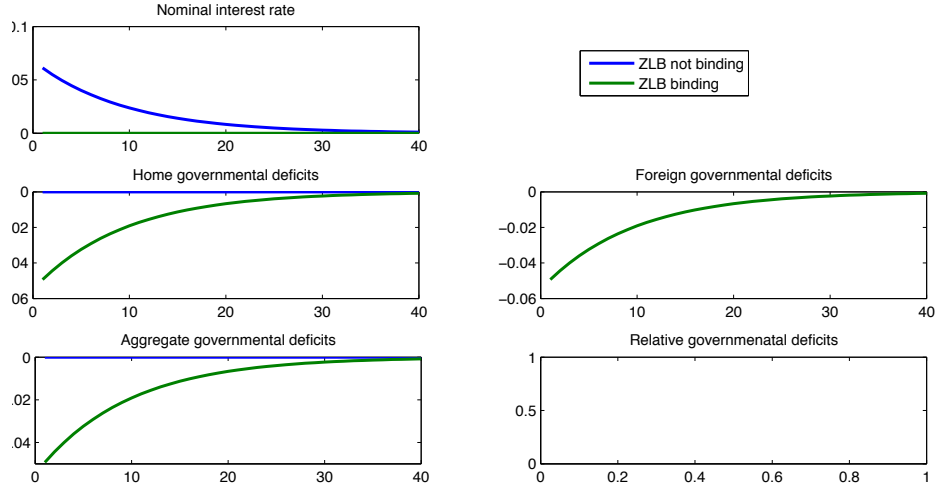 Nominal interest rate
0.1
05
0
0 10 20 30 40
ZLB not binding
ZLB binding
Home governmental deficits
0
02
04
06
0 10 20 30 40
Foreign governmental deficits
0
−0.02
−0.04
−0.06
0 10 20 30 40
Aggregate governmental deficits
0
.02
.04
0 10 20 30 40
Relative governmenatal deficits
1
0.5
0
0 0.2 0.4 0.6 0.8 1